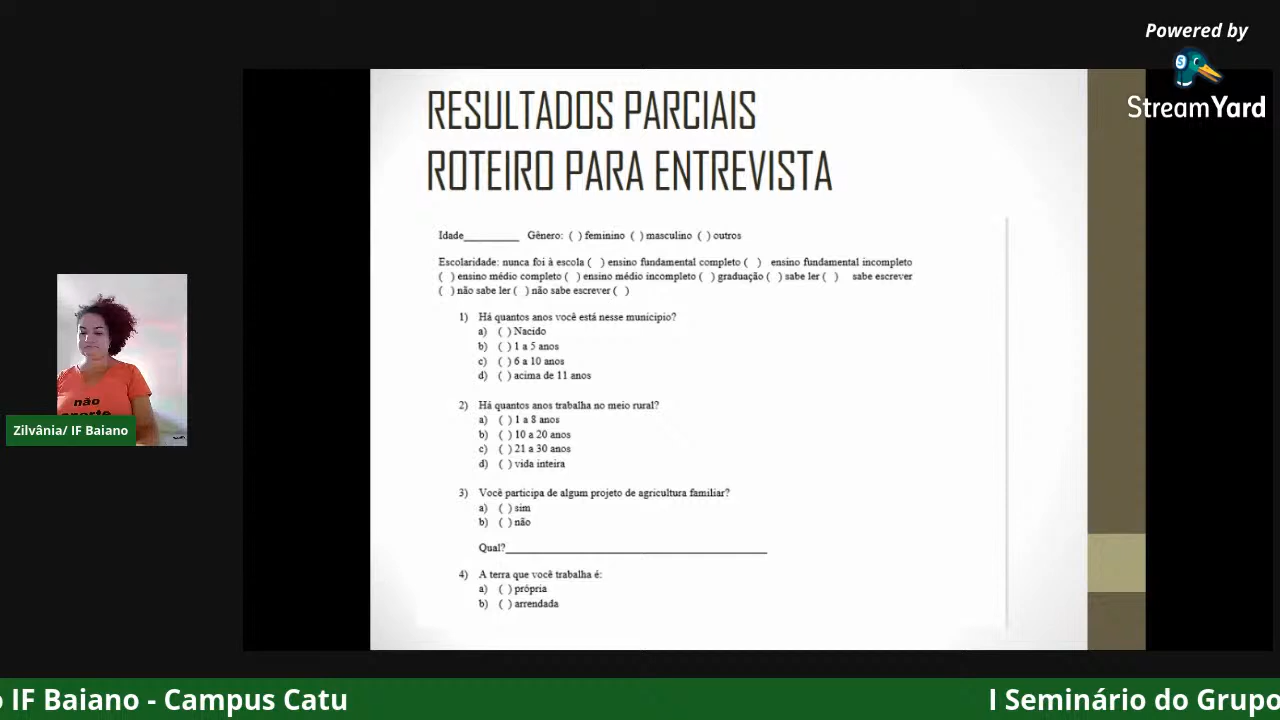 Powered by
StreamYard
RESULTADOS PARCIAIS
ROTEIRO PARA ENTREVISTA
Idade__________ Gênero: ( ) feminino ( ) masculino ( ) outros
Escolaridade: nunca foi à escola ( ) ensino fundamental completo ( ) ensino fundamental incompleto
( ) ensino médio completo ( ) ensino médio incompleto ( ) graduação ( ) sabe ler ( ) sabe escrever
( ) não sabe ler ( ) não sabe escrever ( )
1) Há quantos anos você está nesse município?
a) ( ) Nacido
b) ( ) 1 a 5 anos
c) ( ) 6 a 10 anos
d) ( ) acima de 11 anos
2) Há quantos anos trabalha no meio rural?
a) ( ) 1 a 8 anos
b) ( ) 10 a 20 anos
c) ( ) 21 a 30 anos
d) ( ) vida inteira
3) Você participa de algum projeto de agricultura familiar?
a) ( ) sim
b) ( ) não
Qual?_______________________________________________
4) A terra que você trabalha é:
a) ( ) própria
b) ( ) arrendada
não
Zilvânia/ IF Baiano
o IF Baiano - Campus Catu
I Seminário do Grupo